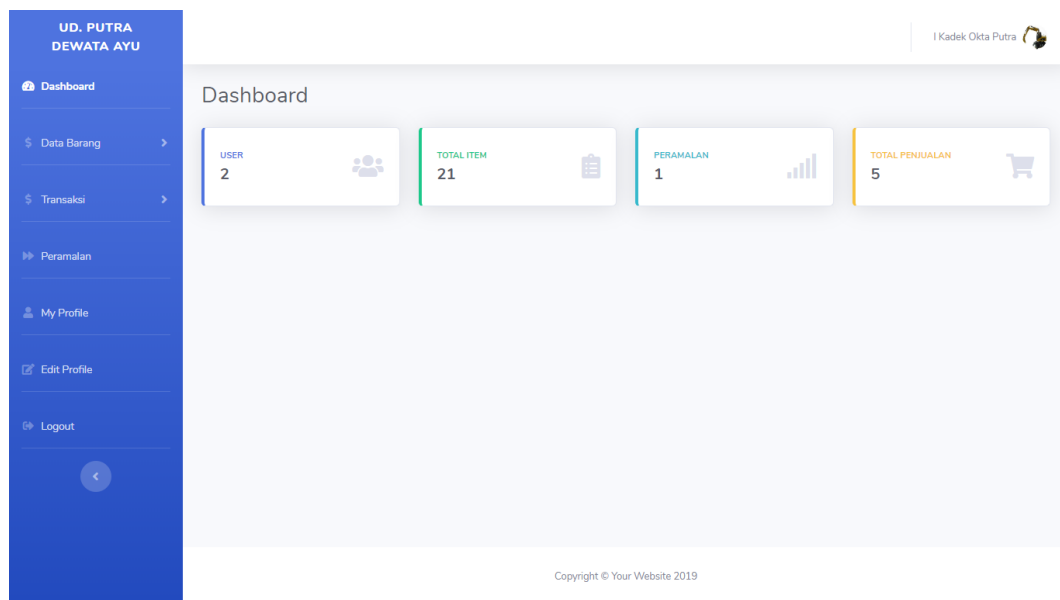 UD. PUTRA
DEWATA AYU
Dashboard
Data Barang
Transaksi
Peramalan
My Profile
Edit Profile
Logout
I Kadek Okta Putra
Dashboard
USER
2
TOTAL ITEM
21
PERAMALAN
1
TOTAL PENJUALAN
5
Copyright © Your Website 2019